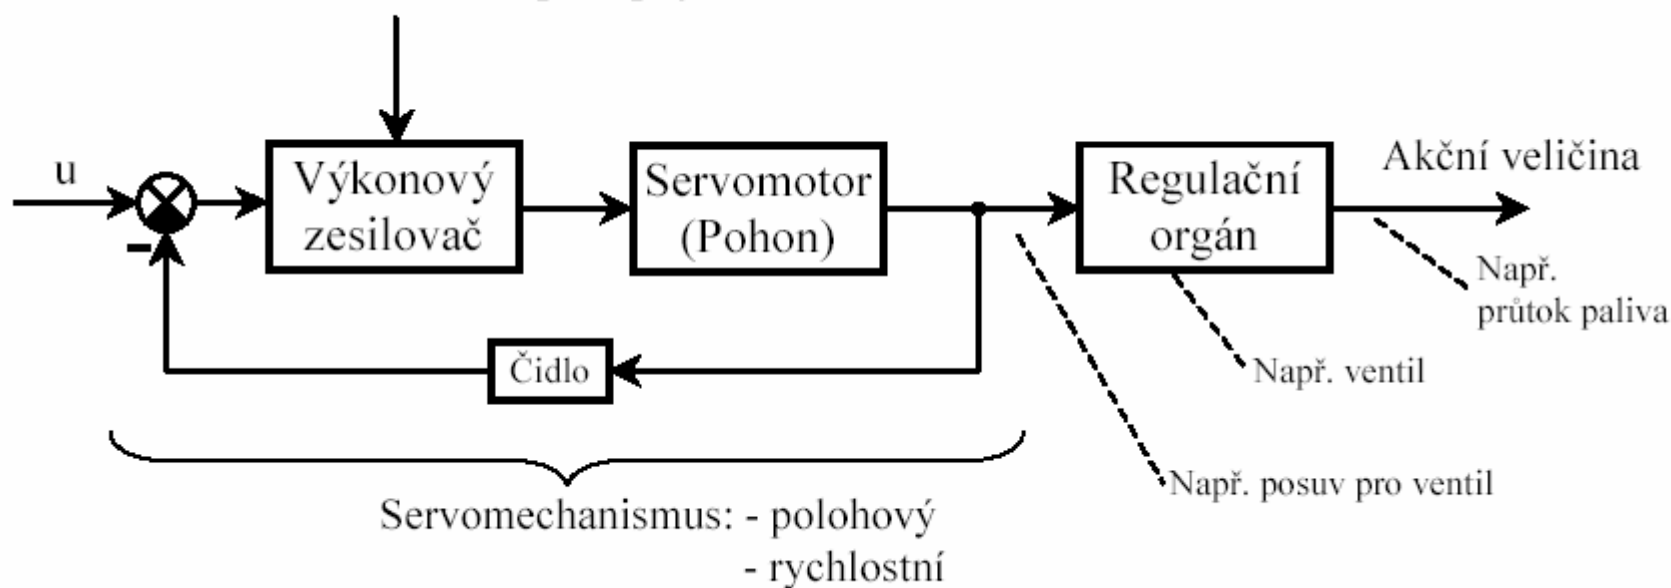 u
Výkonový
zesilovač
Servomotor
(Pohon)
Regulační
orgán
Akční veličina
Např.
průtok paliva
Čidlo
Např. ventil
Např. posuv pro ventil
Servomechanismus: - polohový
- rychlostní